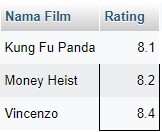 Nama Film Rating
Kung Fu Panda 8.1
Money Heist 8.2
Vincenzo 8.4